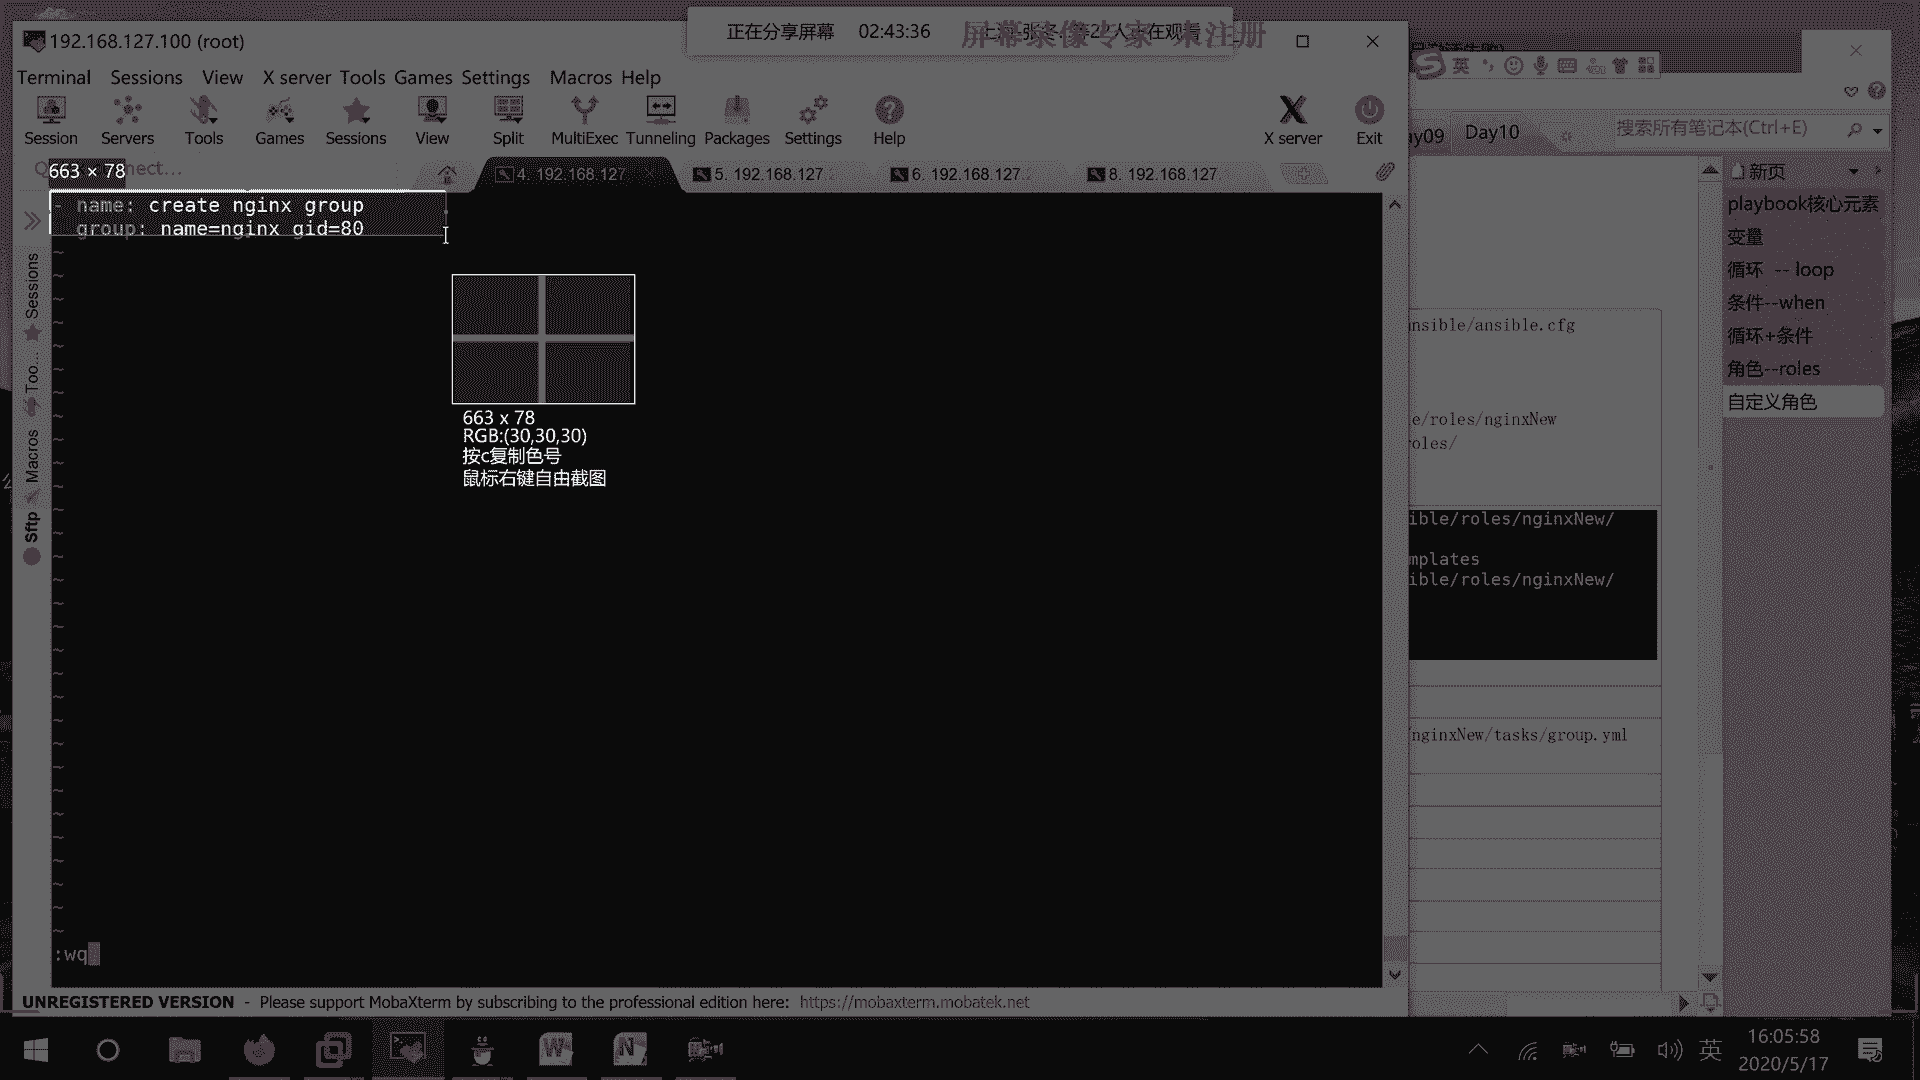 正在分享屏幕 02:43:36
屏幕录像专家 未注册
192.168.127.100 (root)
Terminal Sessions View X server Tools Games Settings Macros Help
Session Servers Tools Games Sessions View Split MultiExec Tunneling Packages Settings Help X server Exit
663 × 78
4. 192.168.127 5. 192.168.127. 6. 192.168.127. 8. 192.168.127.
- name: create nginx group
group: name=nginx gid=80
663 x 78
RGB:(30,30,30)
按c复制色号
鼠标右键自由截图
Sessions
Too...
Macros
Sftp
:wq
UNREGISTERED VERSION - Please support MobaXterm by subscribing to the professional edition here: https://mobaxterm.mobatek.net
英
ay09 Day10 搜索所有笔记本(Ctrl+E)
新页
playbook核心元素
变量
循环 -- loop
条件--when
循环+条件
角色--roles
自定义角色
nsible/ansible.cfg
e/roles/nginxNew
roles/
ible/roles/nginxNew/
mplates
ible/roles/nginxNew/
/nginxNew/tasks/group.yml
英 16:05:58
2020/5/17